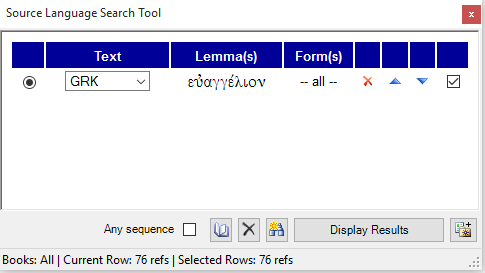 Source Language Search Tool
Text Lemma(s) Form(s)
GRK εὐαγγέλιον -- all --
Any sequence Display Results
Books: All | Current Row: 76 refs | Selected Rows: 76 refs